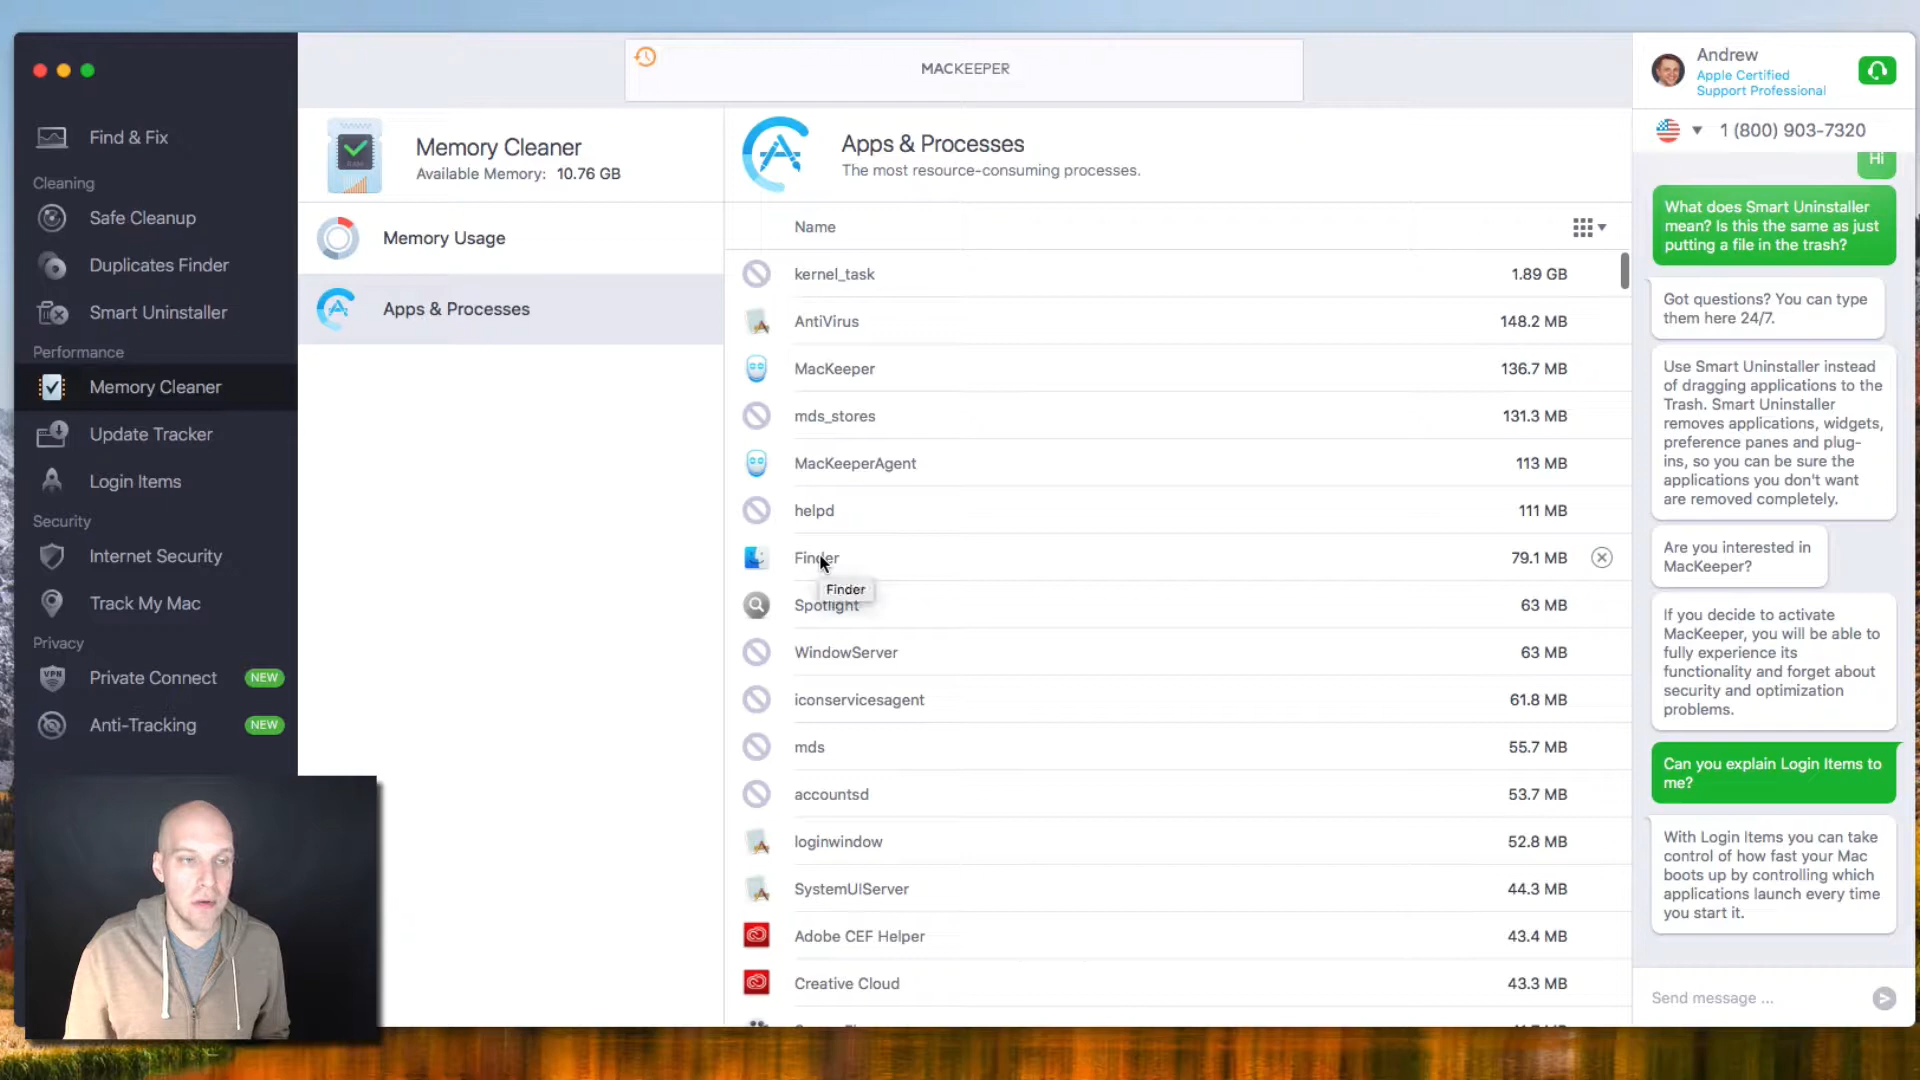 MACKEEPER
Find & Fix
Cleaning
Safe Cleanup
Duplicates Finder
Smart Uninstaller
Performance
Memory Cleaner
Update Tracker
Login Items
Security
Internet Security
Track My Mac
Privacy
VPN
Private Connect NEW
Anti-Tracking NEW
Memory Cleaner
Available Memory: 10.76 GB
Memory Usage
Apps & Processes
Apps & Processes
The most resource-consuming processes.
Name
kernel_task 1.89 GB
AntiVirus 148.2 MB
MacKeeper 136.7 MB
mds_stores 131.3 MB
MacKeeperAgent 113 MB
helpd 111 MB
Finder 79.1 MB
Finder
Spotlight 63 MB
WindowServer 63 MB
iconservicesagent 61.8 MB
mds 55.7 MB
accountsd 53.7 MB
loginwindow 52.8 MB
SystemUIServer 44.3 MB
Adobe CEF Helper 43.4 MB
Creative Cloud 43.3 MB
Andrew
Apple Certified
Support Professional
1 (800) 903-7320
Hi
What does Smart Uninstaller
mean? Is this the same as just
putting a file in the trash?
Got questions? You can type
them here 24/7.
Use Smart Uninstaller instead
of dragging applications to the
Trash. Smart Uninstaller
removes applications, widgets,
preference panes and plug-
ins, so you can be sure the
applications you don't want
are removed completely.
Are you interested in
MacKeeper?
If you decide to activate
MacKeeper, you will be able to
fully experience its
functionality and forget about
security and optimization
problems.
Can you explain Login Items to
me?
With Login Items you can take
control of how fast your Mac
boots up by controlling which
applications launch every time
you start it.
Send message ...